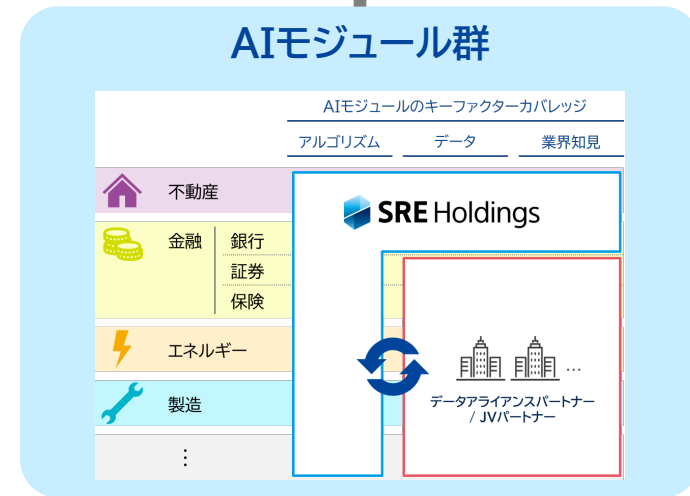 AIモジュール群
AIモジュールのキーファクターカバレッジ
アルゴリズム データ 業界知見
不動産
SRE Holdings
金融 銀行
証券
保険
エネルギー
...
製造
データアライアンスパートナー
/ JVパートナー
⋮